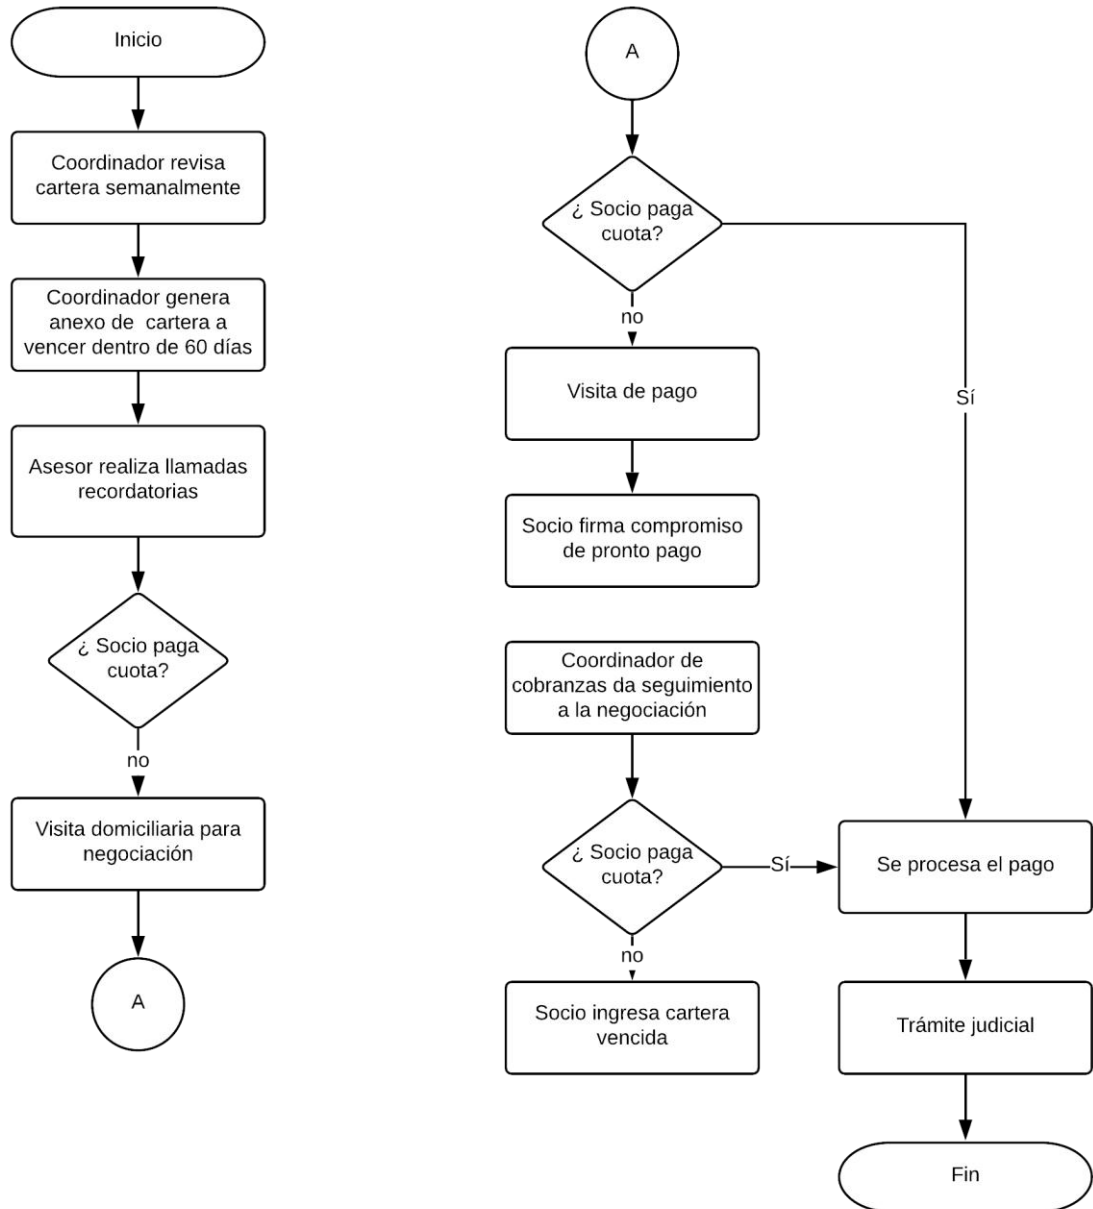 Inicio
Coordinador revisa
cartera semanalmente
Coordinador genera
anexo de cartera a
vencer dentro de 60 días
Asesor realiza llamadas
recordatorias
¿ Socio paga
cuota?
no
Visita domiciliaria para
negociación
A
A
¿ Socio paga
cuota?
no
Sí
Visita de pago
Socio firma compromiso
de pronto pago
Coordinador de
cobranzas da seguimiento
a la negociación
¿ Socio paga
cuota?
Sí
no
Socio ingresa cartera
vencida
Se procesa el pago
Trámite judicial
Fin